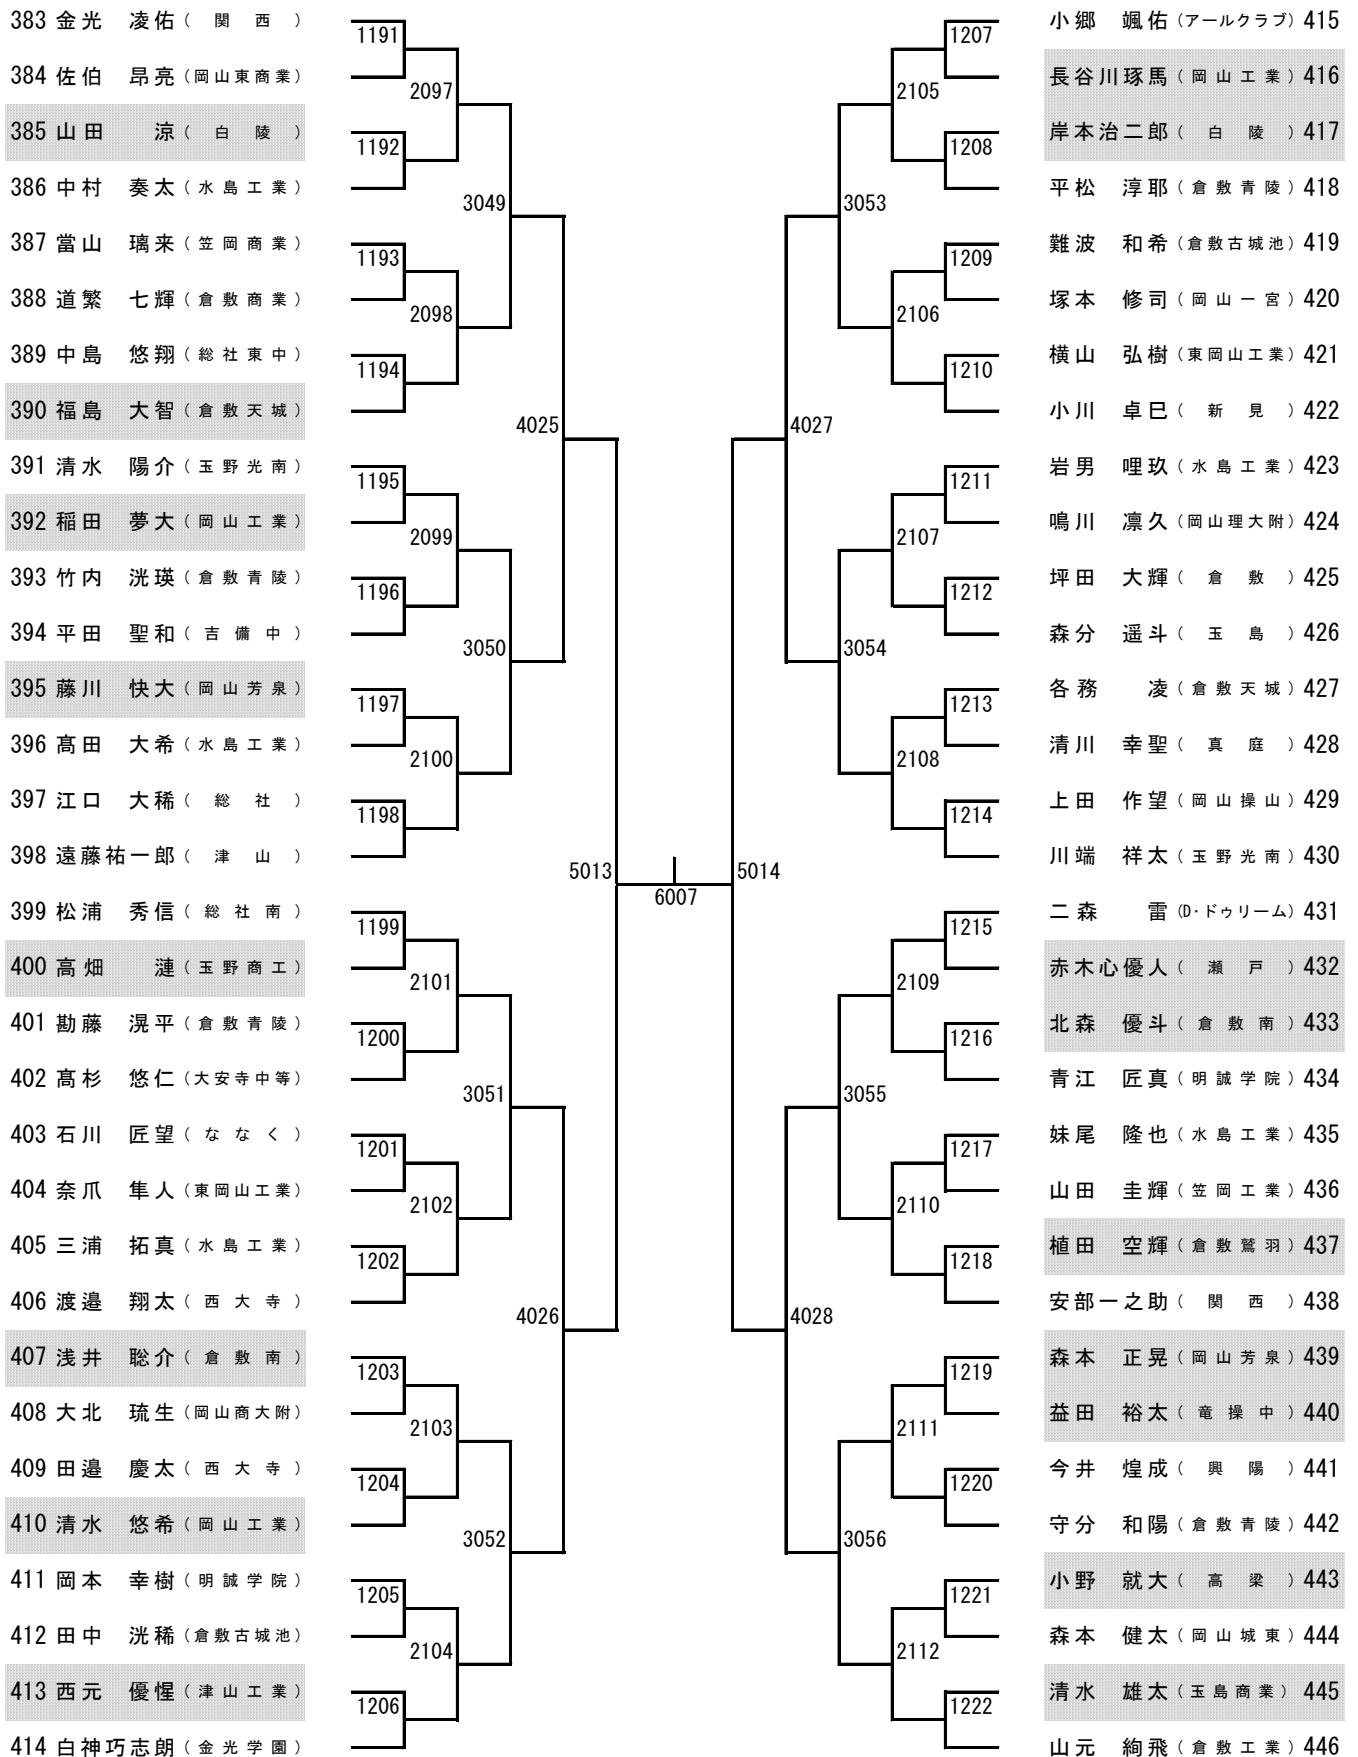 383 金光 凌佑 ( 関 西 )
384 佐伯 昂亮 (岡山東商業)
385 山田 涼 ( 白 陵 )
386 中村 奏太 ( 水 島 工 業 )
387 當山 璃来 ( 笠 岡 商 業 )
388 道繁 七輝 ( 倉 敷 商 業 )
389 中島 悠翔 ( 総 社 東 中 )
390 福島 大智 ( 倉 敷 天 城 )
391 清水 陽介 ( 玉 野 光 南 )
392 稲田 夢大 ( 岡 山 工 業 )
393 竹内 洸瑛 ( 倉 敷 青 陵 )
394 平田 聖和 ( 吉 備 中 )
395 藤川 快大 ( 岡 山 芳 泉 )
396 髙田 大希 ( 水 島 工 業 )
397 江口 大稀 ( 総 社 )
398 遠藤祐一郎 ( 津 山 )
399 松浦 秀信 ( 総 社 南 )
400 高畑 漣 ( 玉 野 商 工 )
401 勘藤 滉平 ( 倉 敷 青 陵 )
402 髙杉 悠仁 (大安寺中等)
403 石川 匠望 ( な な く )
404 奈爪 隼人 (東岡山工業)
405 三浦 拓真 ( 水 島 工 業 )
406 渡邉 翔太 ( 西 大 寺 )
407 浅井 聡介 ( 倉 敷 南 )
408 大北 琉生 (岡山商大附)
409 田邉 慶太 ( 西 大 寺 )
410 清水 悠希 ( 岡 山 工 業 )
411 岡本 幸樹 ( 明 誠 学 院 )
412 田中 洸稀 (倉敷古城池)
413 西元 優惺 ( 津 山 工 業 )
414 白神巧志朗 ( 金 光 学 園 )
1191
1192
1193
1194
1195
1196
1197
1198
1199
1200
1201
1202
1203
1204
1205
1206
2097
2098
2099
2100
2101
2102
2103
2104
3049
3050
3051
3052
4025
4026
5013
6007
5014
4027
4028
3053
3054
3055
3056
2105
2106
2107
2108
2109
2110
2111
2112
1207
1208
1209
1210
1211
1212
1213
1214
1215
1216
1217
1218
1219
1220
1221
1222
小郷 颯佑 (アールクラブ) 415
長谷川琢馬 ( 岡 山 工 業 ) 416
岸本治二郎 ( 白 陵 ) 417
平松 淳耶 ( 倉 敷 青 陵 ) 418
難波 和希 (倉敷古城池) 419
塚本 修司 ( 岡 山 一 宮 ) 420
横山 弘樹 (東岡山工業) 421
小川 卓巳 ( 新 見 ) 422
岩男 哩玖 ( 水 島 工 業 ) 423
鳴川 凛久 (岡山理大附) 424
坪田 大輝 ( 倉 敷 ) 425
森分 遥斗 ( 玉 島 ) 426
各務 凌 ( 倉 敷 天 城 ) 427
清川 幸聖 ( 真 庭 ) 428
上田 作望 ( 岡 山 操 山 ) 429
川端 祥太 ( 玉 野 光 南 ) 430
二森 雷 (D・ドゥリーム) 431
赤木心優人 ( 瀬 戸 ) 432
北森 優斗 ( 倉 敷 南 ) 433
青江 匠真 ( 明 誠 学 院 ) 434
妹尾 隆也 ( 水 島 工 業 ) 435
山田 圭輝 ( 笠 岡 工 業 ) 436
植田 空輝 ( 倉 敷 鷲 羽 ) 437
安部一之助 ( 関 西 ) 438
森本 正晃 ( 岡 山 芳 泉 ) 439
益田 裕太 ( 竜 操 中 ) 440
今井 煌成 ( 興 陽 ) 441
守分 和陽 ( 倉 敷 青 陵 ) 442
小野 就大 ( 高 梁 ) 443
森本 健太 ( 岡 山 城 東 ) 444
清水 雄太 ( 玉 島 商 業 ) 445
山元 絢飛 ( 倉 敷 工 業 ) 446